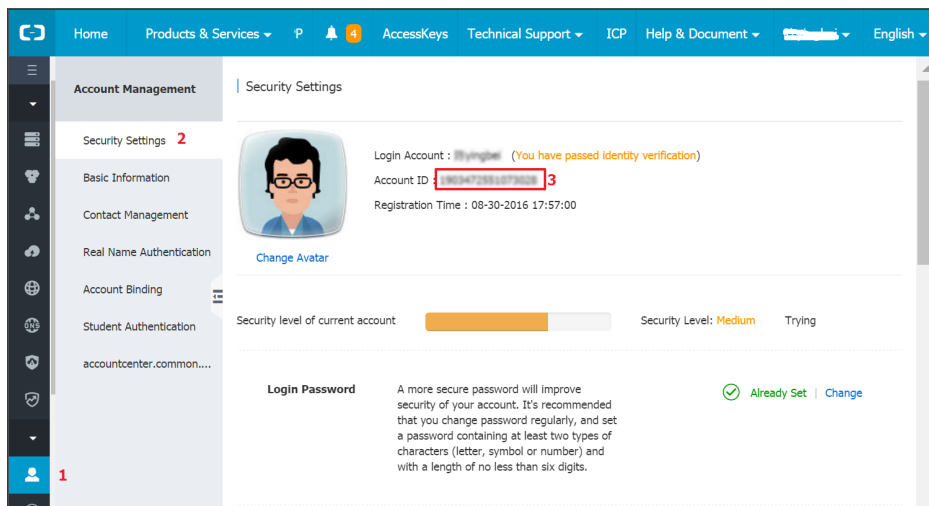 Home Products & Services P 4 AccessKeys Technical Support ICP Help & Document English
Account Management
Security Settings 2
Basic Information
Contact Management
Real Name Authentication
Account Binding
Student Authentication
accountcenter.common....
1
DNS
Security Settings
Login Account : (You have passed identity verification)
Account ID : 3
Registration Time : 08-30-2016 17:57:00
Change Avatar
Security level of current account Security Level: Medium Trying
Login Password
A more secure password will improve
security of your account. It's recommended
that you change password regularly, and set
a password containing at least two types of
characters (letter, symbol or number) and
with a length of no less than six digits.
Already Set | Change